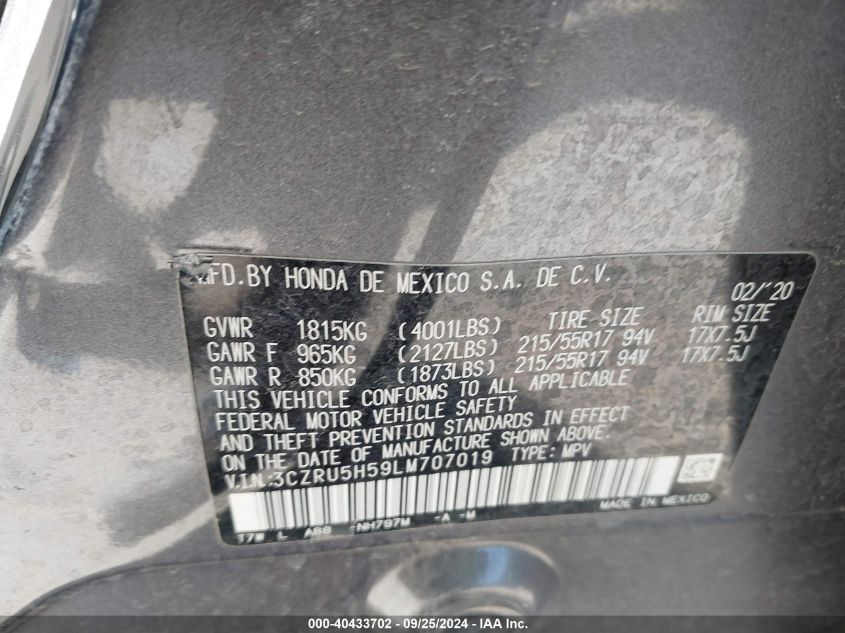 MFD.BY HONDA DE MEXICO S.A. DE C.V. 02/'20
GVWR 1815KG (4001LBS) TIRE SIZE RIM SIZE
GAWR F 965KG (2127LBS) 215/55R17 94V 17X7.5J
GAWR R 850KG (1873LBS) 215/55R17 94V 17X7.5J
THIS VEHICLE CONFORMS TO ALL APPLICABLE
FEDERAL MOTOR VEHICLE SAFETY
AND THEFT PREVENTION STANDARDS IN EFFECT
ON THE DATE OF MANUFACTURE SHOWN ABOVE.
V.I.N.:3CZRU5H59LM707019 TYPE: MPV
MADE IN MEXICO
T7W L A88 -NH797M -A -M
000-40433702 - 09/25/2024 - IAA Inc.